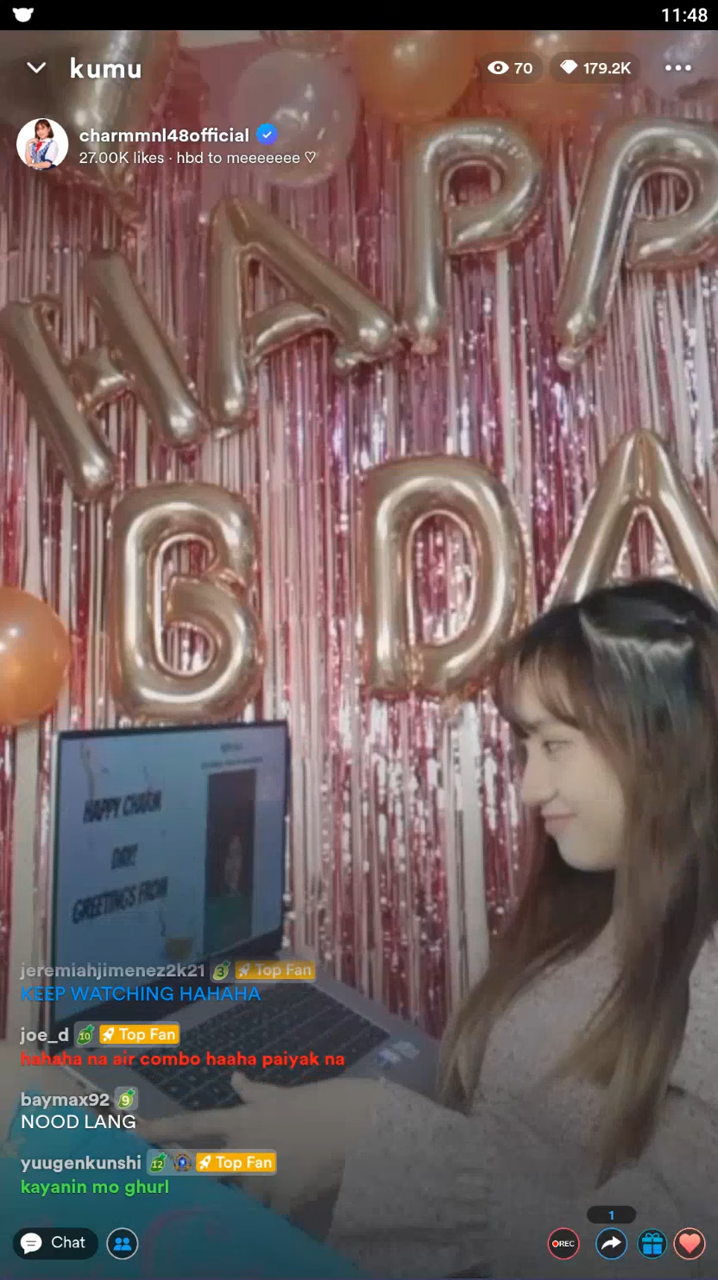 11:48
kumu
70
179.2K
charmmnl48official
27.00K likes · hbd to meeeeeee ♡
HAPP
B DA
HAPPY CHARM
DAY!
GREETINGS FROM
jeremiahjimenez2k21 3 Top Fan
KEEP WATCHING HAHAHA
joe_d 10 Top Fan
hahaha na air combo haaha paiyak na
baymax92 9
NOOD LANG
yuugenkunshi 12 Top Fan
kayanin mo ghurl
1
Chat
REC